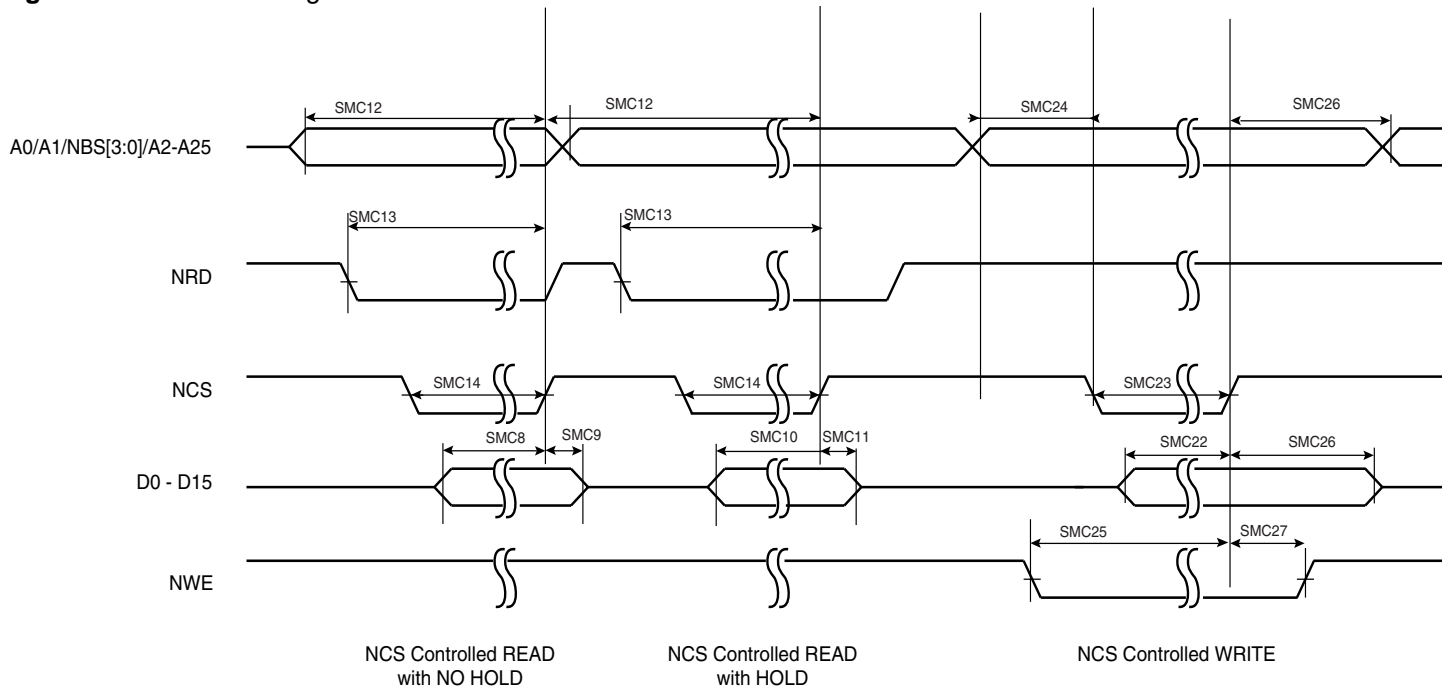 SMC12
SMC12
SMC24
SMC26
A0/A1/NBS[3:0]/A2-A25
SMC13
SMC13
NRD
NCS
SMC14
SMC14
SMC23
SMC8
SMC9
SMC10
SMC11
SMC22
SMC26
D0 - D15
SMC25
SMC27
NWE
NCS Controlled READ
with NO HOLD
NCS Controlled READ
with HOLD
NCS Controlled WRITE